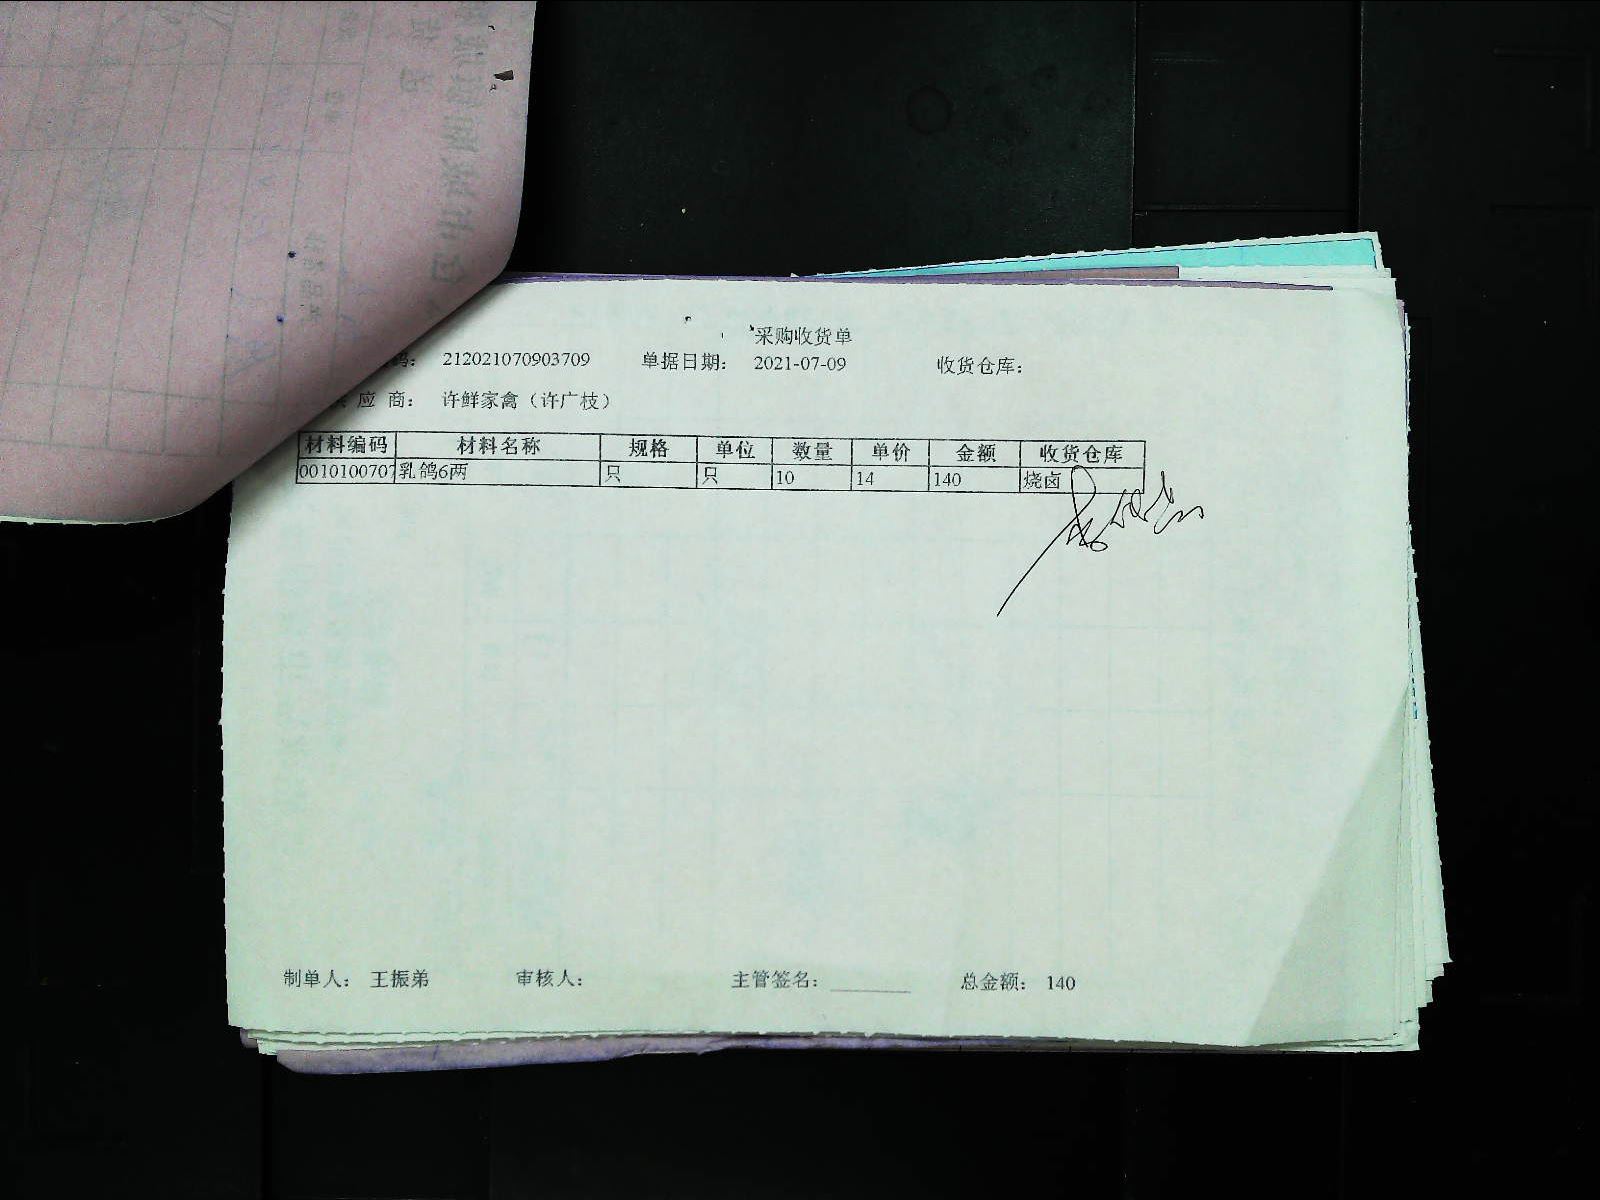 采购收货单
码： 212021070903709 单据日期： 2021-07-09 收货仓库：
应 商： 许鲜家禽（许广枝）
材料编码 材料名称 规格 单位 数量 单价 金额 收货仓库
0010100707 乳鸽6两 只 只 10 14 140 烧卤
制单人： 王振弟 审核人： 主管签名： 总金额： 140